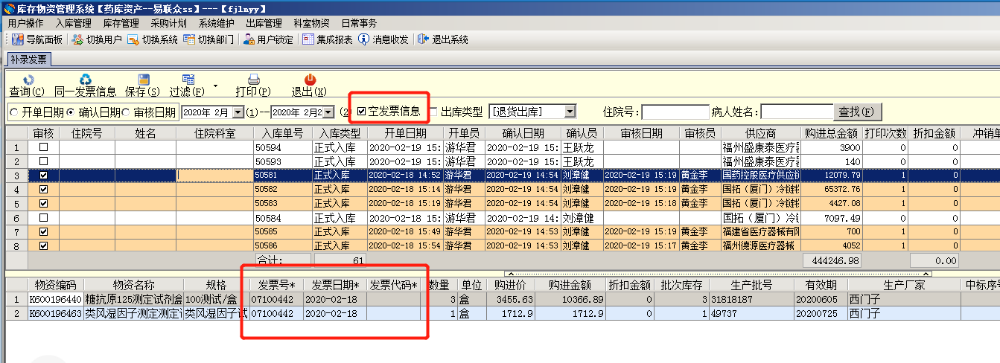 库存物资管理系统【药库资产--易联众ss】---【fjlnyy】
用户操作 入库管理 库存管理 采购计划 系统维护 出库管理 科室物资 日常事务
导航面板 切换用户 切换系统 切换部门 用户锁定 集成报表 消息收发 退出系统
补录发票
查询(C) 同一发票信息 保存(S) 过滤(F) 打印(P) 退出(X)
开单日期 确认日期 审核日期 2020年 2月 (1)--- 2020年 2月2 (2) 空发票信息 出库类型 [退货出库] 住院号: 病人姓名: 查找(F)
审核 住院号 姓名 住院科室 入库单号 入库类型 开单日期 开单员 确认日期 确认员 审核日期 审核员 供应商 购进总金额 打印次数 折扣金额 冲销单
1 50594 正式入库 2020-02-19 15: 游华君 2020-02-19 15: 王跃龙 福州盛康泰医疗器 3900 0 0
2 50593 正式入库 2020-02-19 15: 游华君 2020-02-19 15: 王跃龙 福州盛康泰医疗器 140 0 0
3 50581 正式入库 2020-02-18 14:52 游华君 2020-02-19 14:54 刘漳健 2020-02-19 15:19 黄金李 国药控股医疗供应链 12079.79 1 0
4 50582 正式入库 2020-02-18 15:14 游华君 2020-02-19 14:54 刘漳健 2020-02-19 15:19 黄金李 国拓（厦门）冷链物 65372.76 1 0
5 50583 正式入库 2020-02-18 15:19 游华君 2020-02-19 14:54 刘漳健 2020-02-19 15:18 黄金李 国拓（厦门）冷链物 4427.08 1 0
6 50584 正式入库 2020-02-18 15: 游华君 2020-02-19 14: 刘漳健 国拓（厦门）冷链 7097.49 0 0
7 50585 正式入库 2020-02-18 15:49 游华君 2020-02-19 14:53 刘漳健 2020-02-19 15:19 黄金李 福建省医疗器械有限 700 1 0
8 50586 正式入库 2020-02-18 15:54 游华君 2020-02-19 14:53 刘漳健 2020-02-19 15:17 黄金李 福州德源医疗器械 4052 1 0
合计: 61 444246.98 0.00
物资编码 物资名称 规格 发票号* 发票日期* 发票代码* 数量 单位 购进价 购进金额 折扣金额 批次库存 生产批号 有效期 生产厂家 中标序号
1 K600196440 糖抗原125测定试剂盒 100测试/盒 07100442 2020-02-18 3 盒 3455.63 10366.89 0 3 31818187 20200605 西门子
2 K600196463 类风湿因子测定测定试 类风湿因子试 07100442 2020-02-18 1 盒 1712.9 1712.9 0 1 49737 20200725 西门子